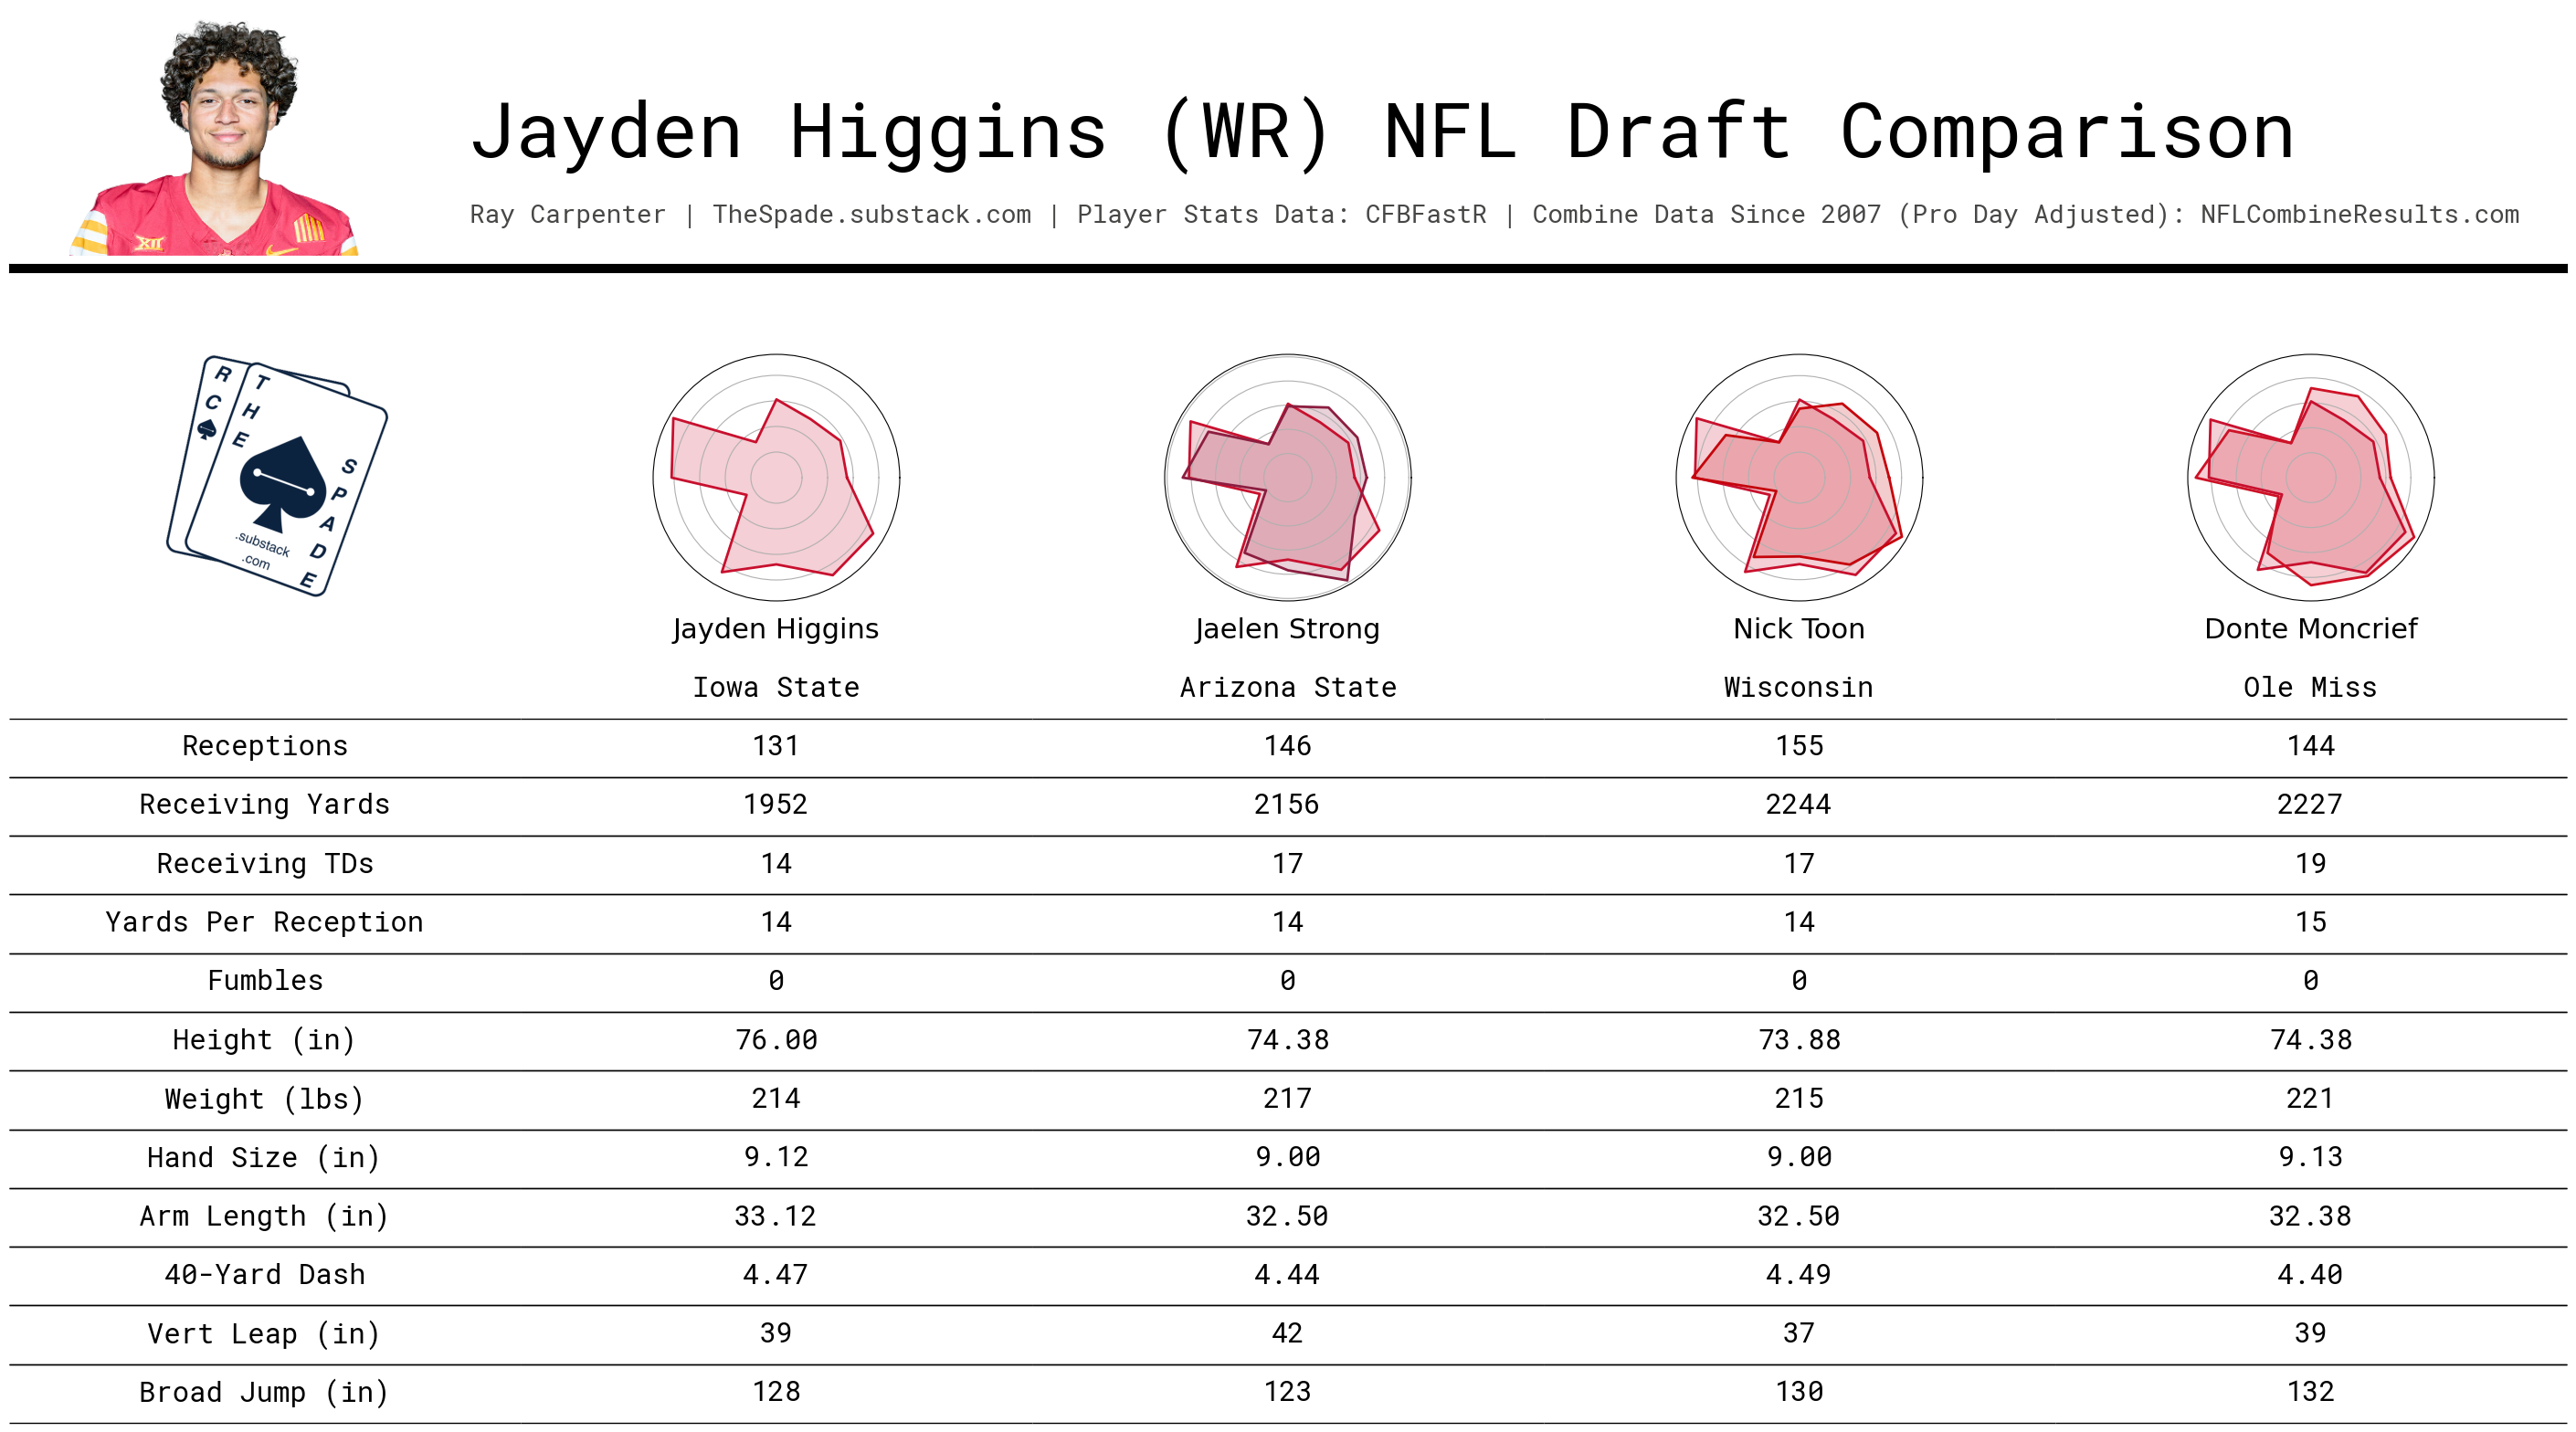 Jayden Higgins (WR) NFL Draft Comparison
Ray Carpenter | TheSpade.substack.com | Player Stats Data: CFBFastR | Combine Data Since 2007 (Pro Day Adjusted): NFLCombineResults.com
XII
RC
THE
SPADE
.substack
.com
Jayden Higgins Jaelen Strong Nick Toon Donte Moncrief
Iowa State Arizona State Wisconsin Ole Miss
Receptions 131 146 155 144
Receiving Yards 1952 2156 2244 2227
Receiving TDs 14 17 17 19
Yards Per Reception 14 14 14 15
Fumbles 0 0 0 0
Height (in) 76.00 74.38 73.88 74.38
Weight (lbs) 214 217 215 221
Hand Size (in) 9.12 9.00 9.00 9.13
Arm Length (in) 33.12 32.50 32.50 32.38
40-Yard Dash 4.47 4.44 4.49 4.40
Vert Leap (in) 39 42 37 39
Broad Jump (in) 128 123 130 132